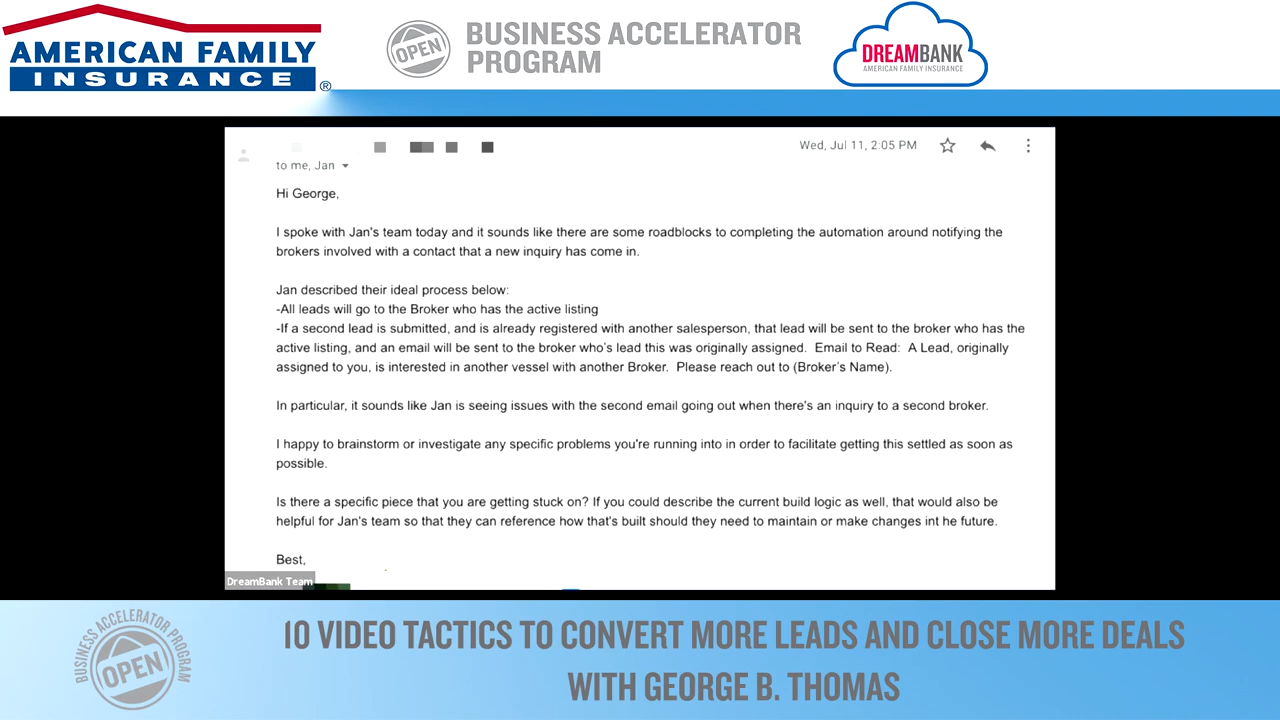 AMERICAN FAMILY
INSURANCE
®
OPEN
BUSINESS ACCELERATOR
PROGRAM
DREAMBANK
AMERICAN FAMILY INSURANCE
Wed, Jul 11, 2:05 PM
to me, Jan
Hi George,
I spoke with Jan's team today and it sounds like there are some roadblocks to completing the automation around notifying the
brokers involved with a contact that a new inquiry has come in.
Jan described their ideal process below:
-All leads will go to the Broker who has the active listing
-If a second lead is submitted, and is already registered with another salesperson, that lead will be sent to the broker who has the
active listing, and an email will be sent to the broker who's lead this was originally assigned.  Email to Read:  A Lead, originally
assigned to you, is interested in another vessel with another Broker.  Please reach out to (Broker's Name).
In particular, it sounds like Jan is seeing issues with the second email going out when there's an inquiry to a second broker.
I happy to brainstorm or investigate any specific problems you're running into in order to facilitate getting this settled as soon as
possible.
Is there a specific piece that you are getting stuck on? If you could describe the current build logic as well, that would also be
helpful for Jan's team so that they can reference how that's built should they need to maintain or make changes int he future.
Best,
DreamBank Team
BUSINESS ACCELERATOR PROGRAM
OPEN
10 VIDEO TACTICS TO CONVERT MORE LEADS AND CLOSE MORE DEALS
WITH GEORGE B. THOMAS